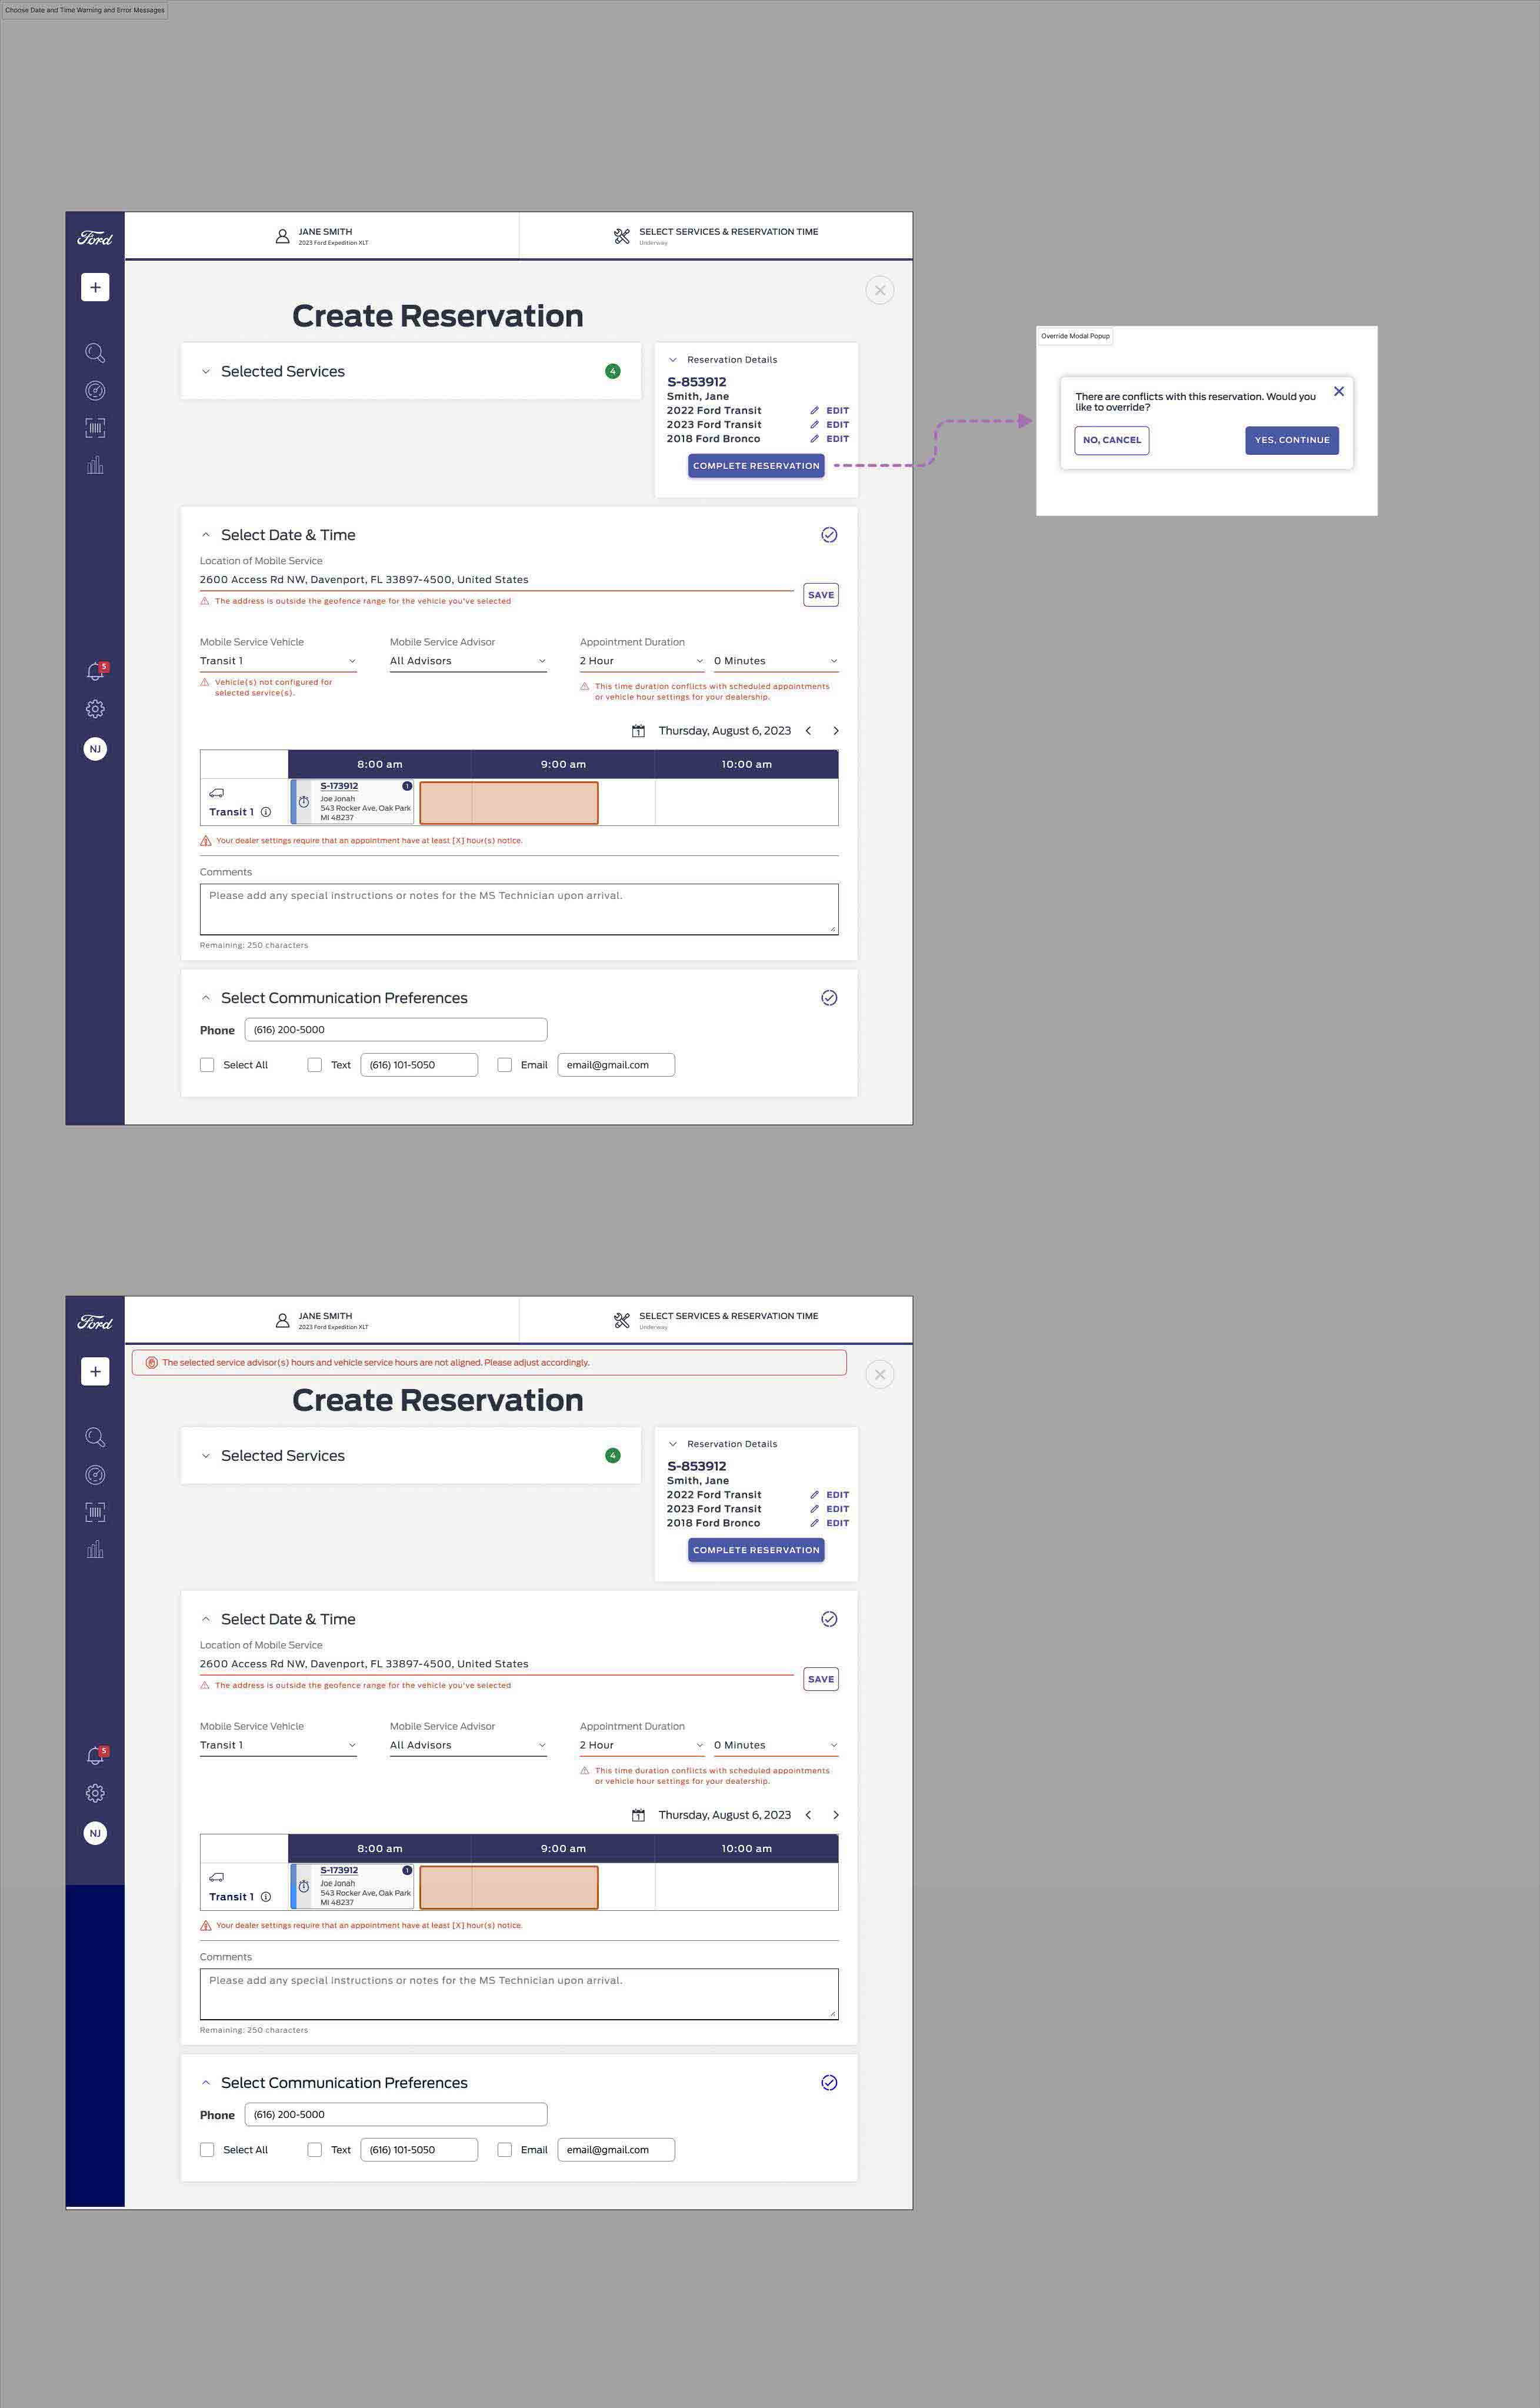 Choose Date and Time Warning and Error Messages
Ford
JANE SMITH
2023 Ford Expedition XLT
SELECT SERVICES & RESERVATION TIME
Underway
Create Reservation
Selected Services
4
Reservation Details
S-853912
Smith, Jane
2022 Ford Transit
EDIT
2023 Ford Transit
EDIT
2018 Ford Bronco
EDIT
COMPLETE RESERVATION
Override Modal Popup
There are conflicts with this reservation. Would you
like to override?
NO, CANCEL
YES, CONTINUE
Select Date & Time
Location of Mobile Service
2600 Access Rd NW, Davenport, FL 33897-4500, United States
SAVE
The address is outside the geofence range for the vehicle you've selected
Mobile Service Vehicle
Mobile Service Advisor
Appointment Duration
Transit 1
All Advisors
2 Hour
0 Minutes
Vehicle(s) not configured for
selected service(s).
This time duration conflicts with scheduled appointments
or vehicle hour settings for your dealership.
5
NJ
1
Thursday, August 6, 2023
8:00 am
9:00 am
10:00 am
Transit 1
S-173912
1
Joe Jonah
543 Rocker Ave, Oak Park
MI 48237
Your dealer settings require that an appointment have at least [X] hour(s) notice.
Comments
Please add any special instructions or notes for the MS Technician upon arrival.
Remaining: 250 characters
Select Communication Preferences
Phone
(616) 200-5000
Select All
Text
(616) 101-5050
Email
email@gmail.com
Ford
JANE SMITH
2023 Ford Expedition XLT
SELECT SERVICES & RESERVATION TIME
Underway
The selected service advisor(s) hours and vehicle service hours are not aligned. Please adjust accordingly.
Create Reservation
Selected Services
4
Reservation Details
S-853912
Smith, Jane
2022 Ford Transit
EDIT
2023 Ford Transit
EDIT
2018 Ford Bronco
EDIT
COMPLETE RESERVATION
Select Date & Time
Location of Mobile Service
2600 Access Rd NW, Davenport, FL 33897-4500, United States
SAVE
The address is outside the geofence range for the vehicle you've selected
Mobile Service Vehicle
Mobile Service Advisor
Appointment Duration
Transit 1
All Advisors
2 Hour
0 Minutes
This time duration conflicts with scheduled appointments
or vehicle hour settings for your dealership.
5
NJ
1
Thursday, August 6, 2023
8:00 am
9:00 am
10:00 am
Transit 1
S-173912
1
Joe Jonah
543 Rocker Ave, Oak Park
MI 48237
Your dealer settings require that an appointment have at least [X] hour(s) notice.
Comments
Please add any special instructions or notes for the MS Technician upon arrival.
Remaining: 250 characters
Select Communication Preferences
Phone
(616) 200-5000
Select All
Text
(616) 101-5050
Email
email@gmail.com